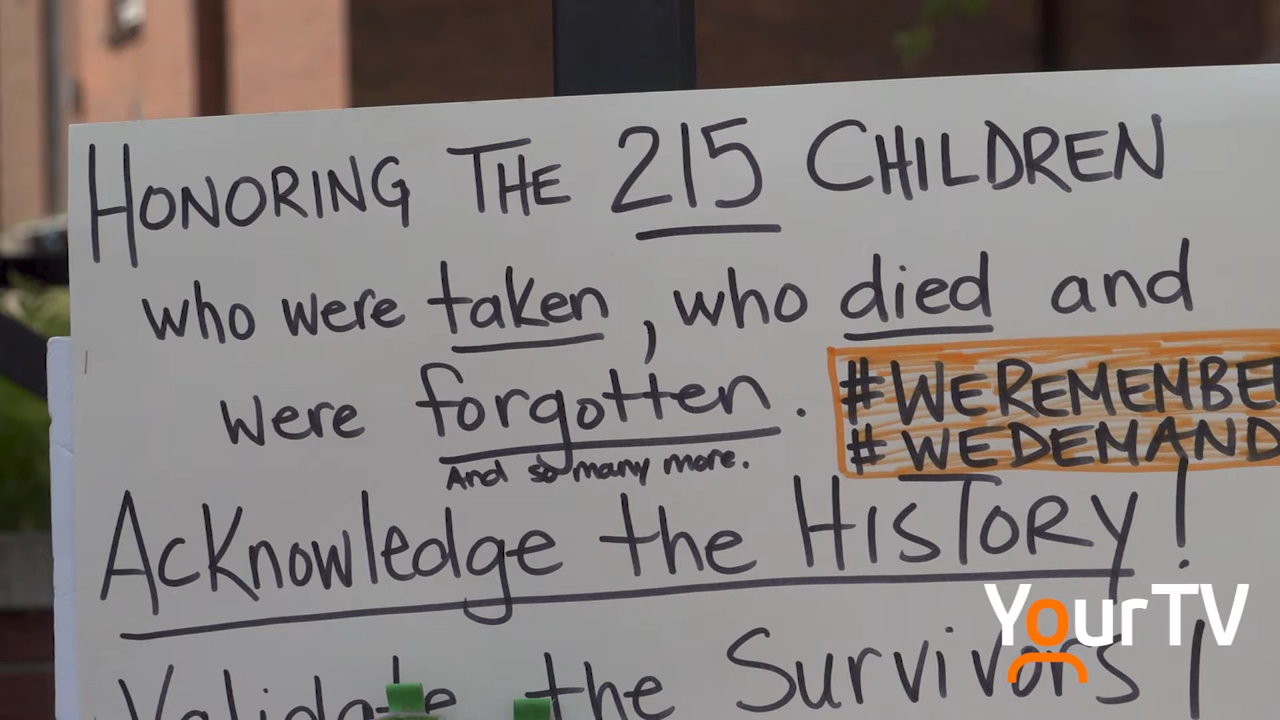 HONORING THE 215 CHILDREN
who were taken, who died and
were forgotten. #WEREMEMBE
And so many more. #WEDEMAND
ACKnowledge the HISTORY!
Validate the Survivors!
YourTV